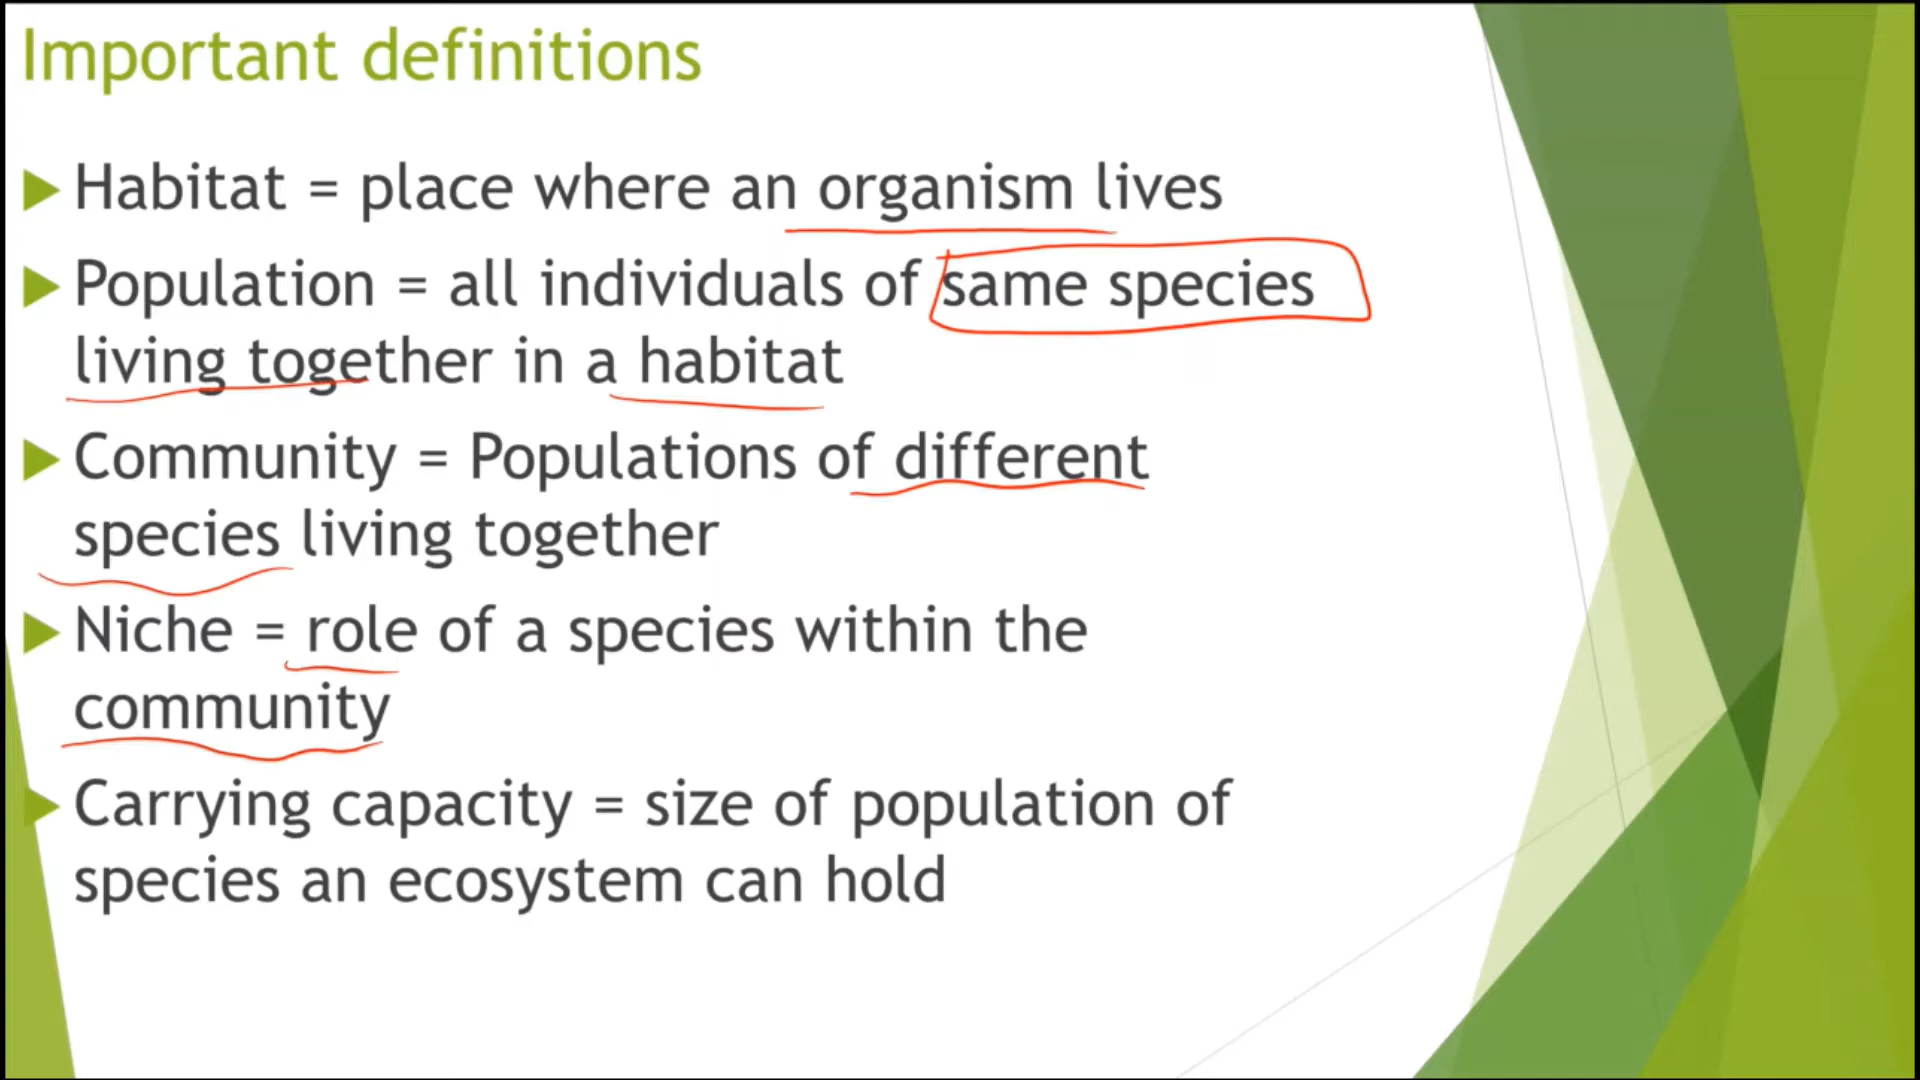 Important definitions
Habitat = place where an organism lives
Population = all individuals of same species
living together in a habitat
Community = Populations of different
species living together
Niche = role of a species within the
community
Carrying capacity = size of population of
species an ecosystem can hold